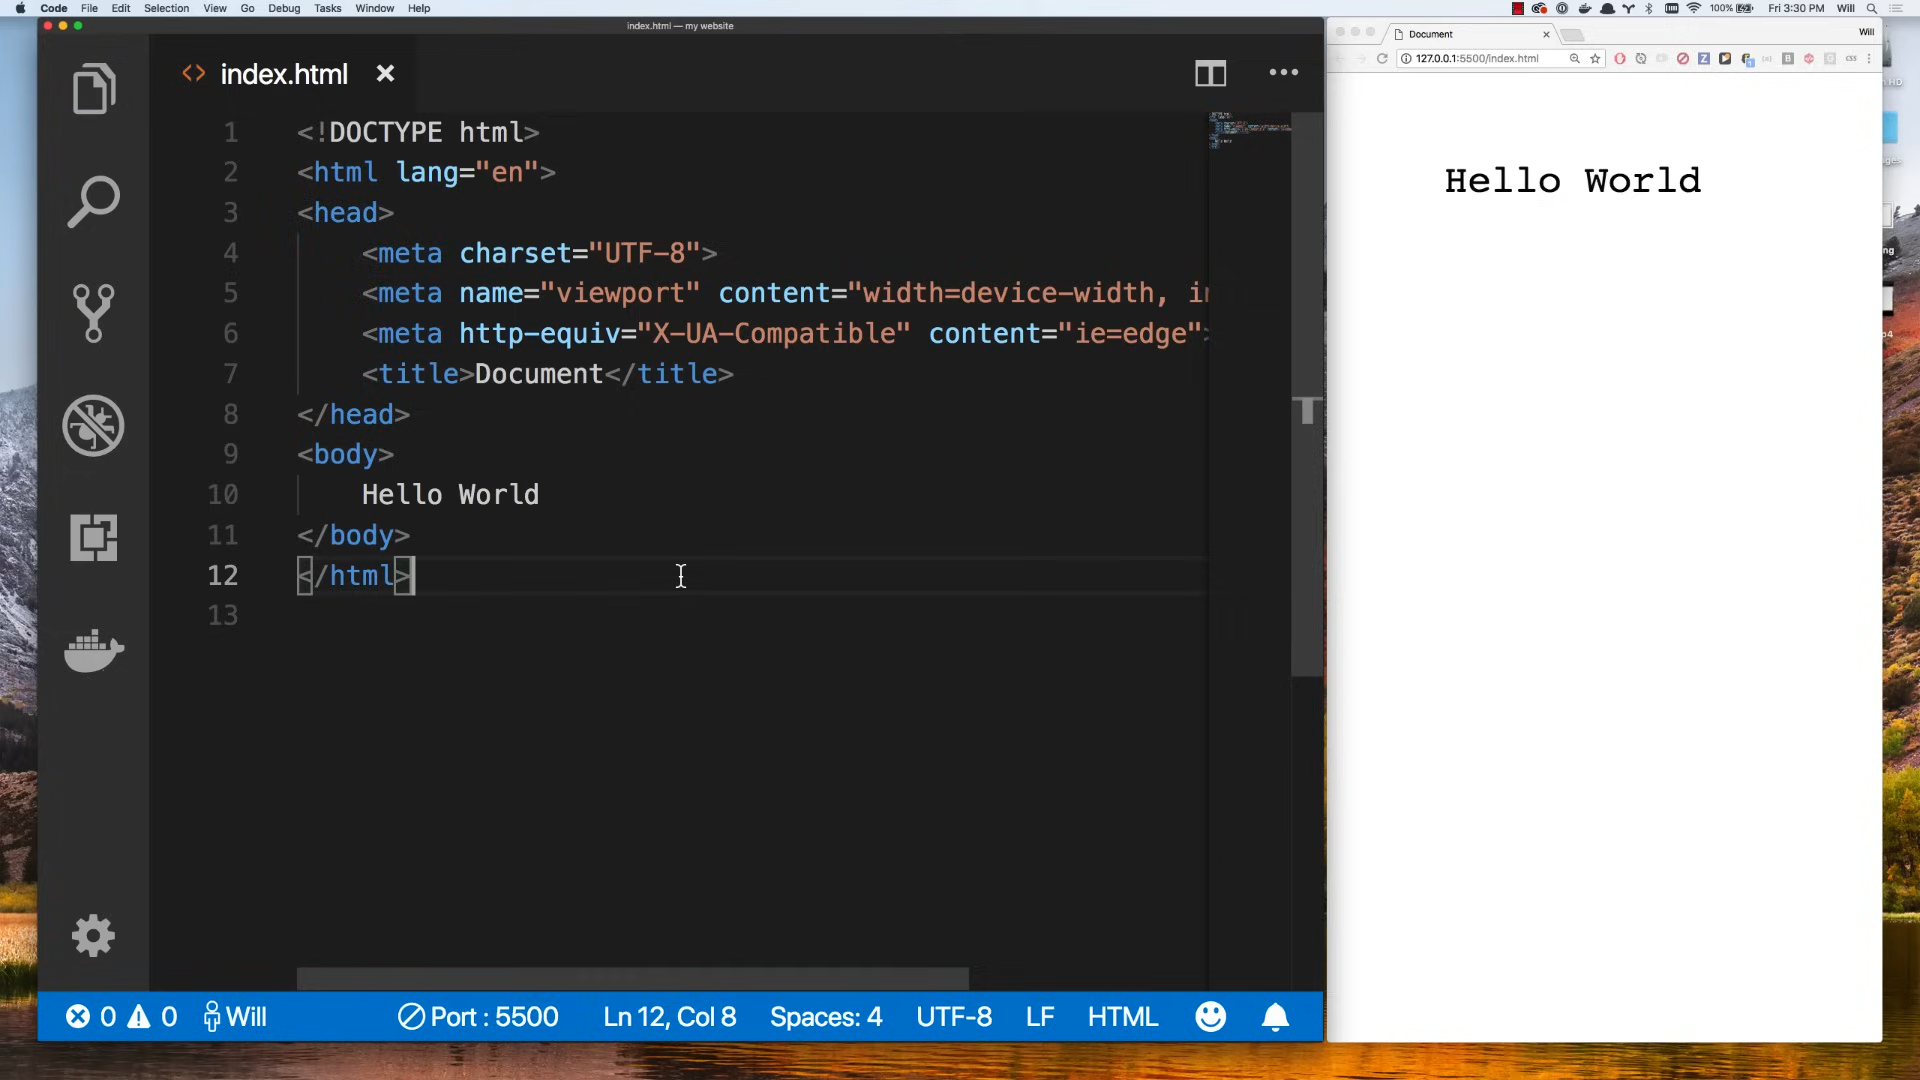 Code File Edit Selection View Go Debug Tasks Window Help
100% Fri 3:30 PM Will
index.html — my website
index.html
1 <!DOCTYPE html>
2 <html lang="en">
3 <head>
4 <meta charset="UTF-8">
5 <meta name="viewport" content="width=device-width, in
6 <meta http-equiv="X-UA-Compatible" content="ie=edge">
7 <title>Document</title>
8 </head>
9 <body>
10 Hello World
11 </body>
12 </html>
13
0 0 Will Port : 5500 Ln 12, Col 8 Spaces: 4 UTF-8 LF HTML
Document
Will
127.0.0.1:5500/index.html
Hello World
HD